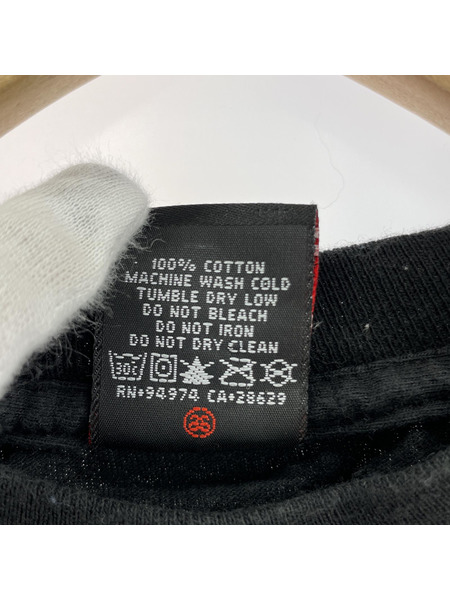 100% COTTON
MACHINE WASH COLD
TUMBLE DRY LOW
DO NOT BLEACH
DO NOT IRON
DO NOT DRY CLEAN
30c
RN•94974 CA•28629